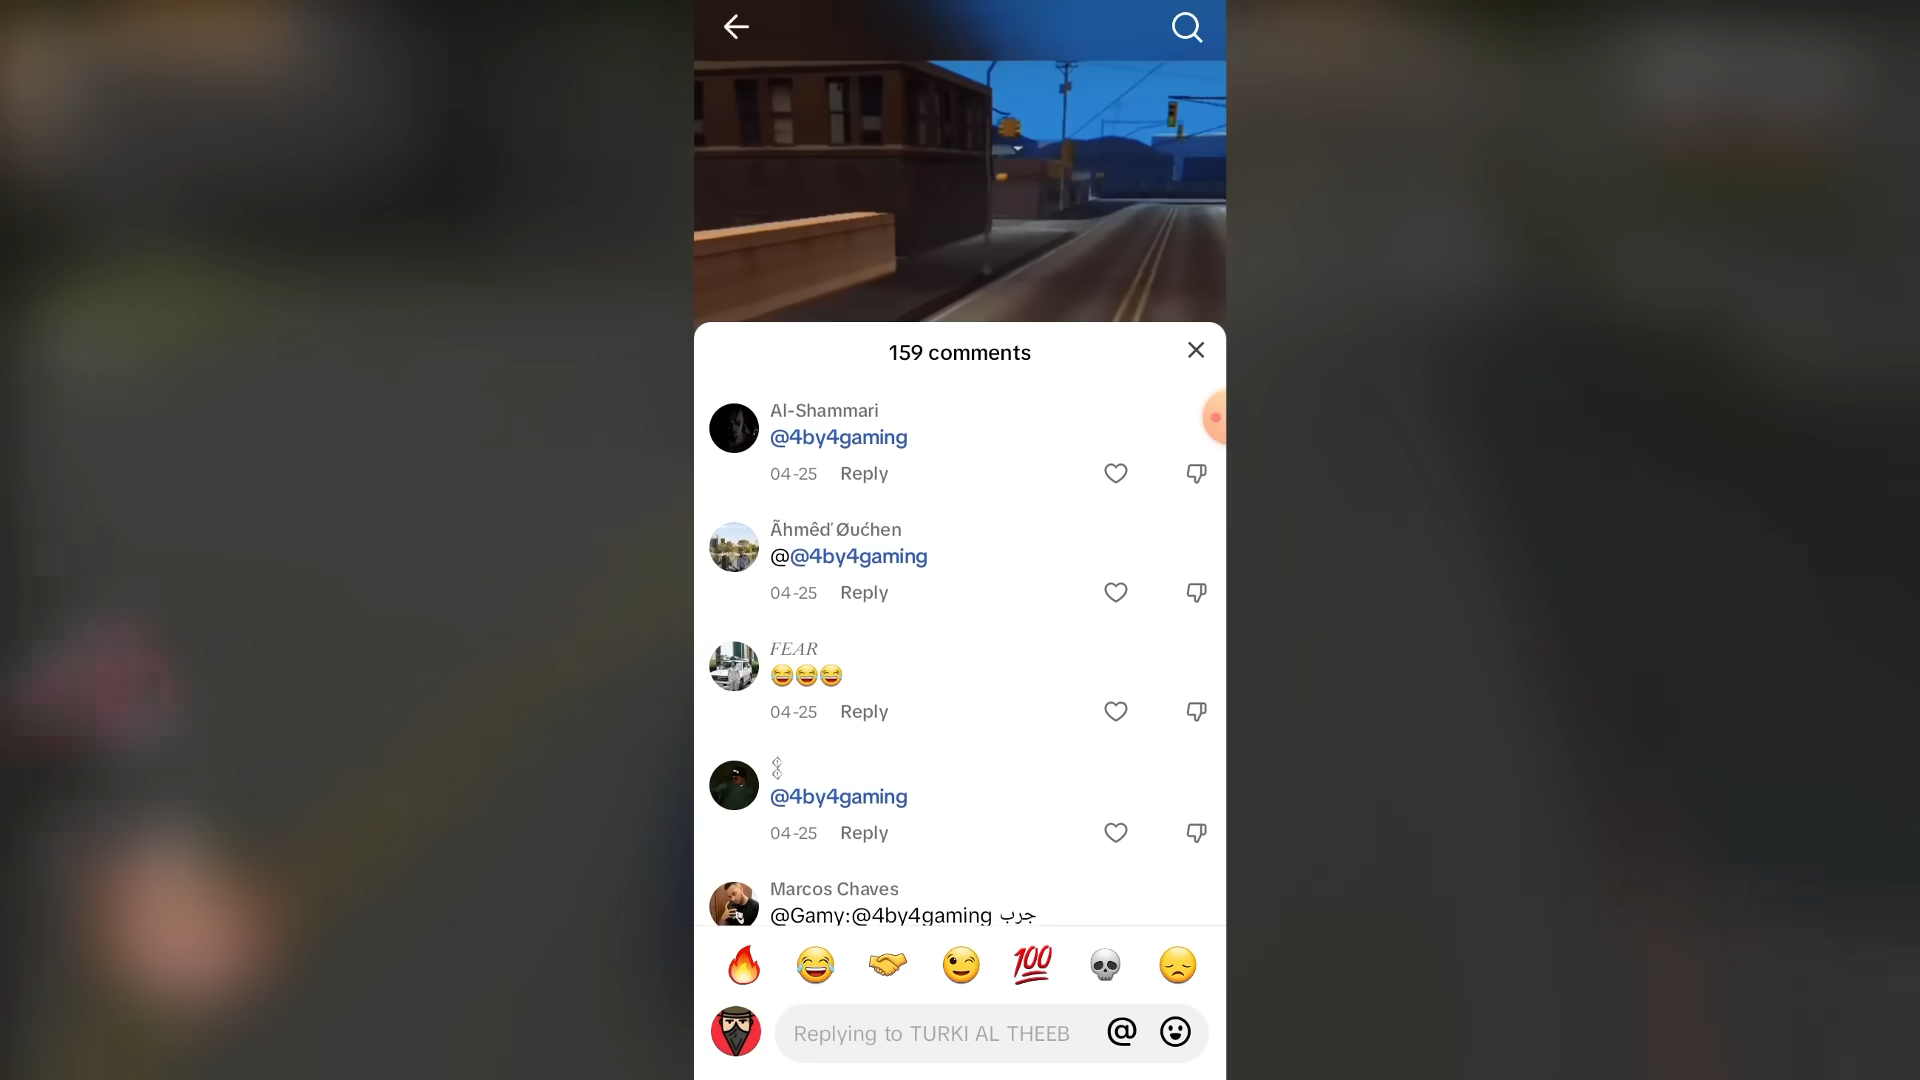 159 comments
Al-Shammari
@4by4gaming
04-25 Reply
Ãhmêď Øućhen
@@4by4gaming
04-25 Reply
FEAR
😂😂😂
04-25 Reply
@4by4gaming
04-25 Reply
Marcos Chaves
@Gamy:@4by4gaming جرب
Replying to TURKI AL THEEB